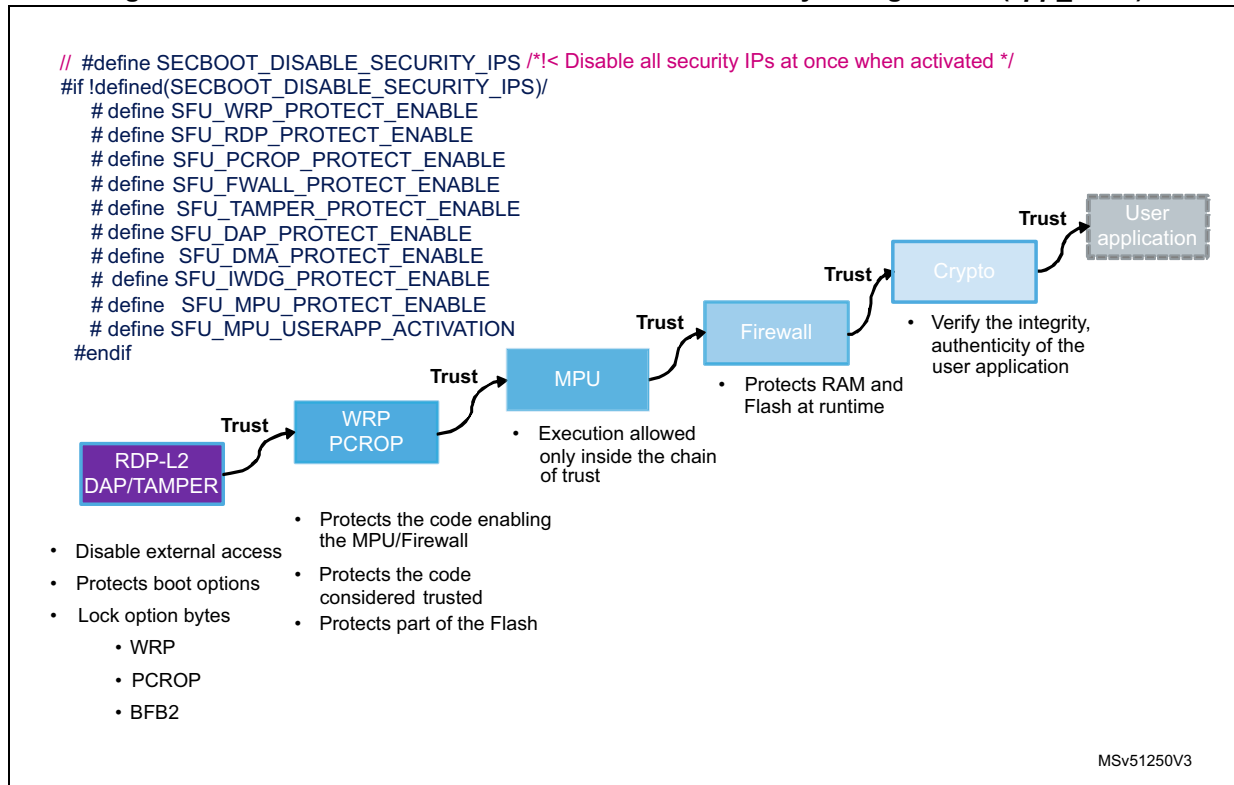 // #define SECBOOT_DISABLE_SECURITY_IPS /*!< Disable all security IPs at once when activated */
#if !defined(SECBOOT_DISABLE_SECURITY_IPS)/
# define SFU_WRP_PROTECT_ENABLE
# define SFU_RDP_PROTECT_ENABLE
# define SFU_PCROP_PROTECT_ENABLE
# define SFU_FWALL_PROTECT_ENABLE
# define SFU_TAMPER_PROTECT_ENABLE
# define SFU_DAP_PROTECT_ENABLE
# define SFU_DMA_PROTECT_ENABLE
# define SFU_IWDG_PROTECT_ENABLE
# define SFU_MPU_PROTECT_ENABLE
# define SFU_MPU_USERAPP_ACTIVATION
#endif
RDP-L2
DAP/TAMPER
• Disable external access
• Protects boot options
• Lock option bytes
• WRP
• PCROP
• BFB2
Trust
WRP
PCROP
• Protects the code enabling
the MPU/Firewall
• Protects the code
considered trusted
• Protects part of the Flash
Trust
MPU
• Execution allowed
only inside the chain
of trust
Trust
Firewall
• Protects RAM and
Flash at runtime
Trust
Crypto
• Verify the integrity,
authenticity of the
user application
Trust
User
application
MSv51250V3